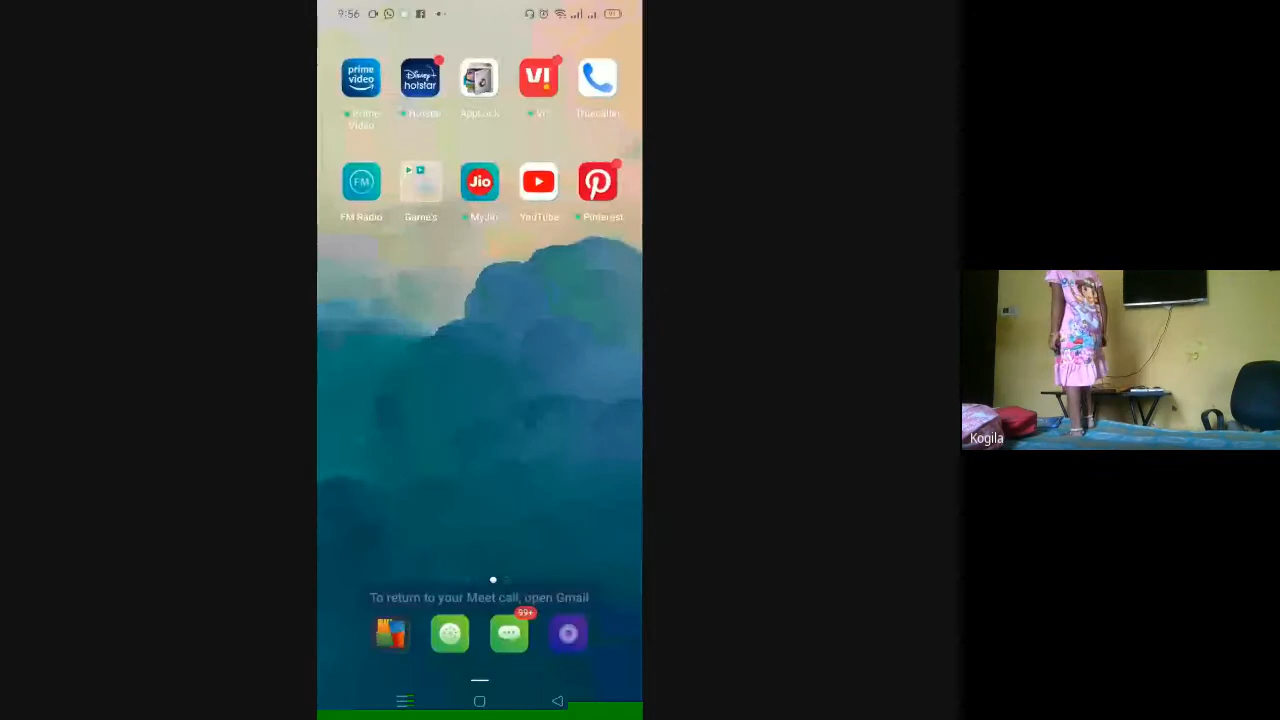 9:56
prime video
Disney+ hotstar
VI
Prime Video
Hotstar
AppLock
Vi
Truecaller
FM
Jio
FM Radio
Game's
MyJio
YouTube
Pinterest
To return to your Meet call, open Gmail
99+
Kogila